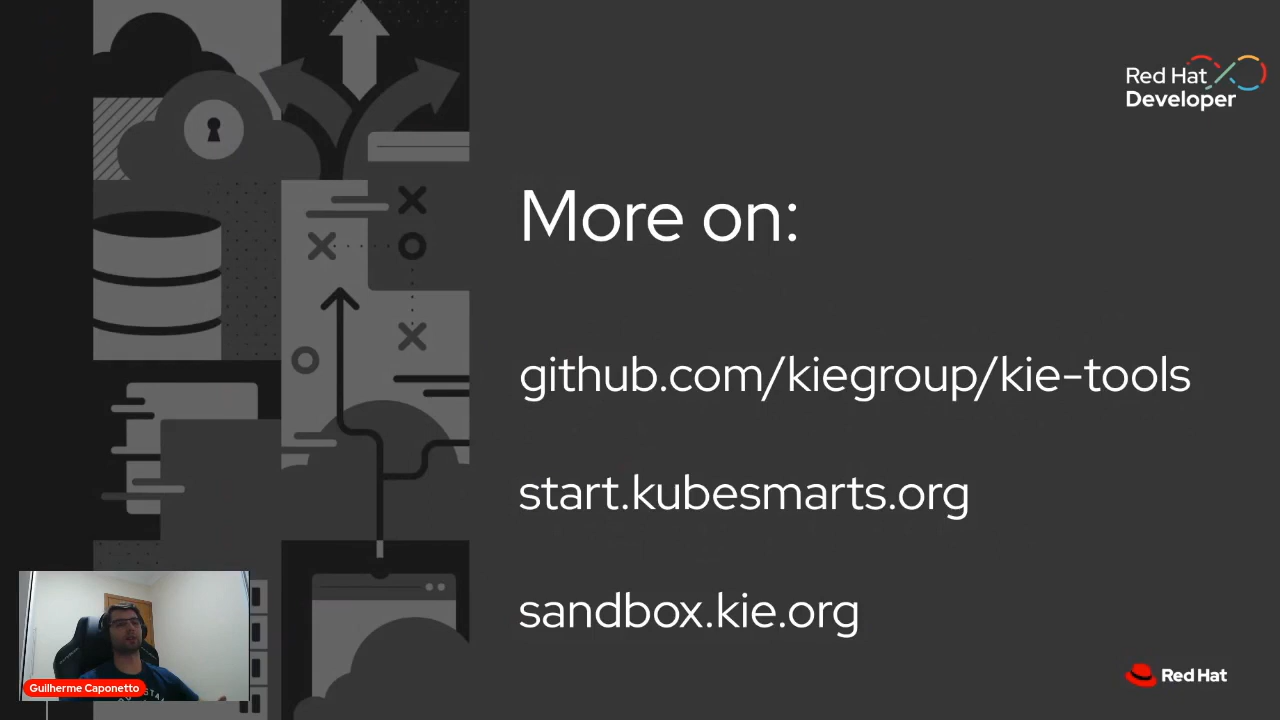 Red Hat
Developer
More on:
github.com/kiegroup/kie-tools
start.kubesmarts.org
sandbox.kie.org
Guilherme Caponetto
Red Hat